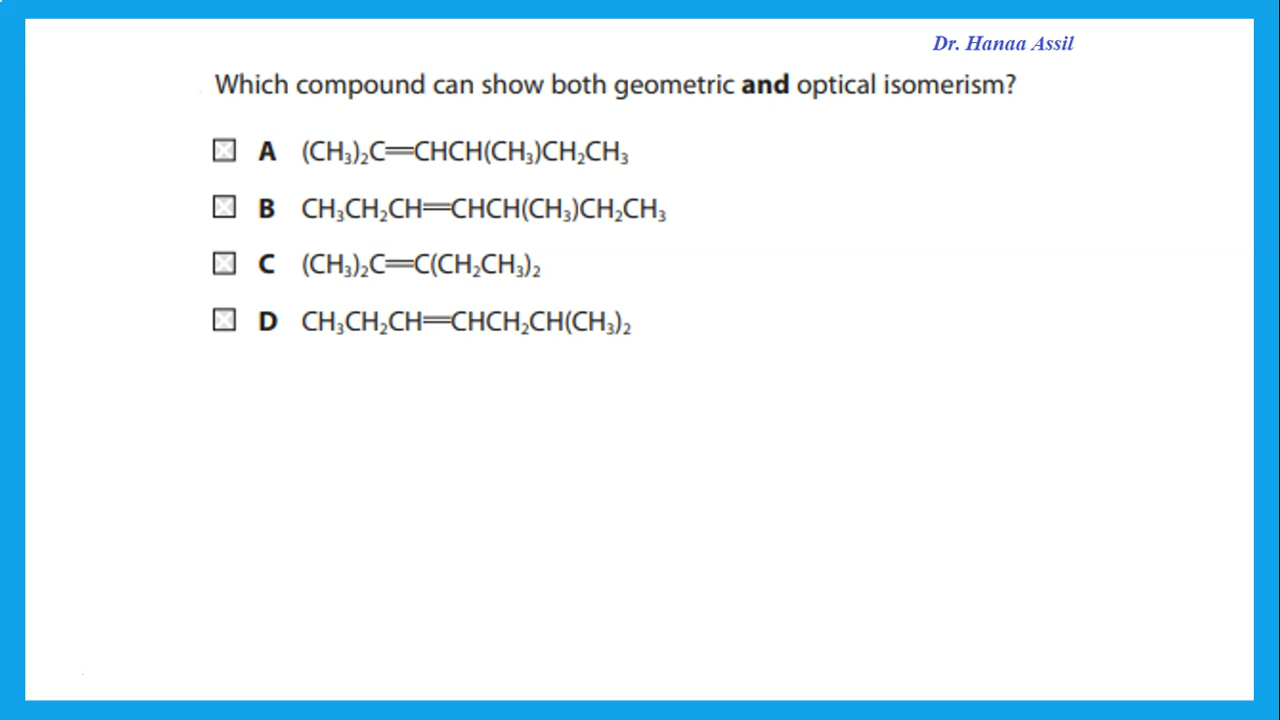 Dr. Hanaa Assil
Which compound can show both geometric and optical isomerism?
A (CH₃)₂C═CHCH(CH₃)CH₂CH₃
B CH₃CH₂CH═CHCH(CH₃)CH₂CH₃
C (CH₃)₂C═C(CH₂CH₃)₂
D CH₃CH₂CH═CHCH₂CH(CH₃)₂